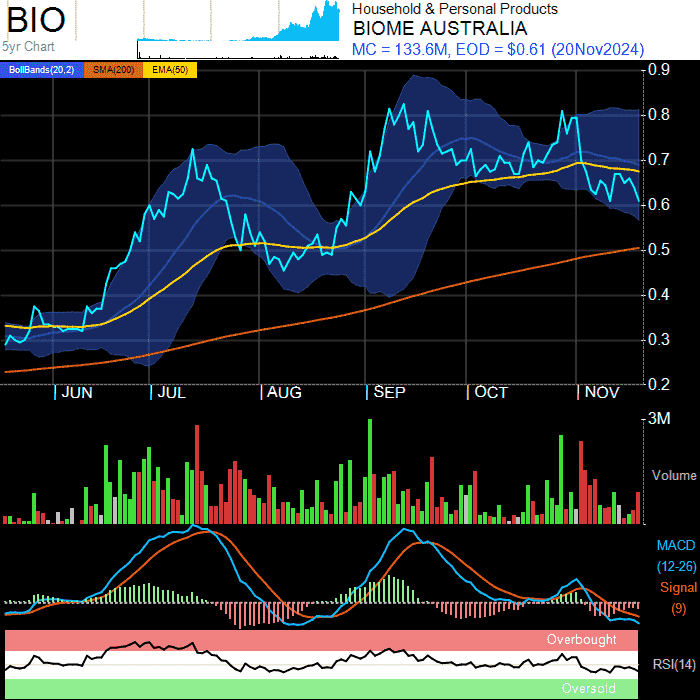 BIO
5yr Chart
Household & Personal Products
BIOME AUSTRALIA
MC = 133.6M, EOD = $0.61 (20Nov2024)
BollBands(20,2) SMA(200) EMA(50)
0.9
0.8
0.7
0.6
0.5
0.4
0.3
0.2
JUN JUL AUG SEP OCT NOV
3M
Volume
MACD
(12-26)
Signal
(9)
Overbought
RSI(14)
Oversold